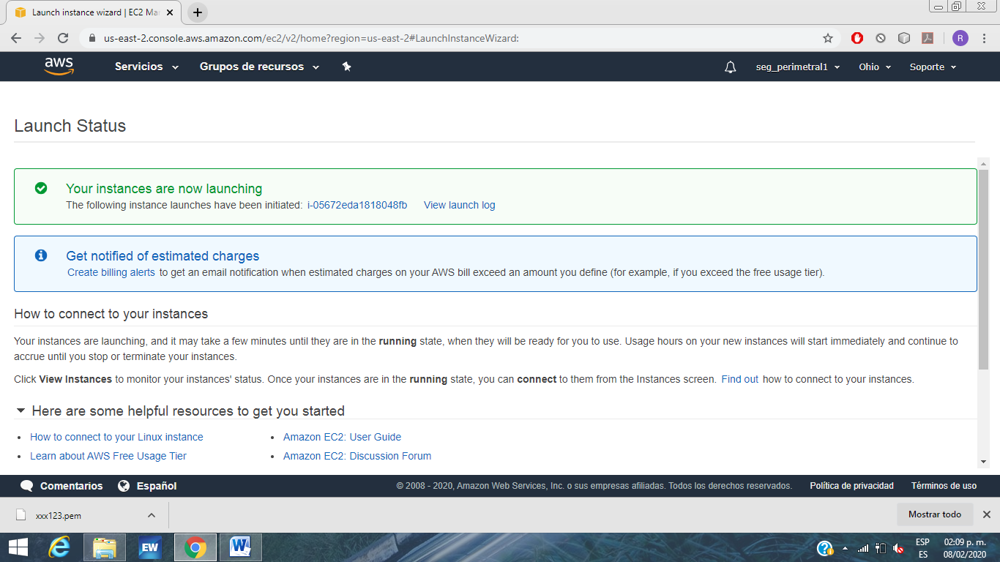 Launch instance wizard | EC2 Mar
us-east-2.console.aws.amazon.com/ec2/v2/home?region=us-east-2#LaunchInstanceWizard:
R
aws
Servicios
Grupos de recursos
seg_perimetral1
Ohio
Soporte
Launch Status
Your instances are now launching
The following instance launches have been initiated: i-05672eda1818048fb View launch log
Get notified of estimated charges
Create billing alerts to get an email notification when estimated charges on your AWS bill exceed an amount you define (for example, if you exceed the free usage tier).
How to connect to your instances
Your instances are launching, and it may take a few minutes until they are in the running state, when they will be ready for you to use. Usage hours on your new instances will start immediately and continue to
accrue until you stop or terminate your instances.
Click View Instances to monitor your instances' status. Once your instances are in the running state, you can connect to them from the Instances screen. Find out how to connect to your instances.
Here are some helpful resources to get you started
• How to connect to your Linux instance
• Amazon EC2: User Guide
• Learn about AWS Free Usage Tier
• Amazon EC2: Discussion Forum
Comentarios
Español
© 2008 - 2020, Amazon Web Services, Inc. o sus empresas afiliadas. Todos los derechos reservados.
Política de privacidad
Términos de uso
xxx123.pem
Mostrar todo
EW
W
ESP
ES
02:09 p. m.
08/02/2020